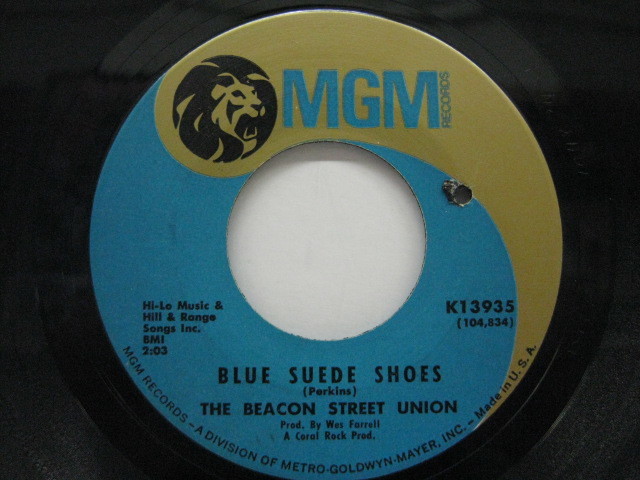 MGM
RECORDS
Hi-Lo Music &
Hill & Range
Songs Inc.
BMI
2:03
K13935
(104,834)
BLUE SUEDE SHOES
(Perkins)
THE BEACON STREET UNION
Prod. By Wes Farrell
A Coral Rock Prod.
MGM RECORDS – A DIVISION OF METRO-GOLDWYN-MAYER, INC. – Made in U.S.A.